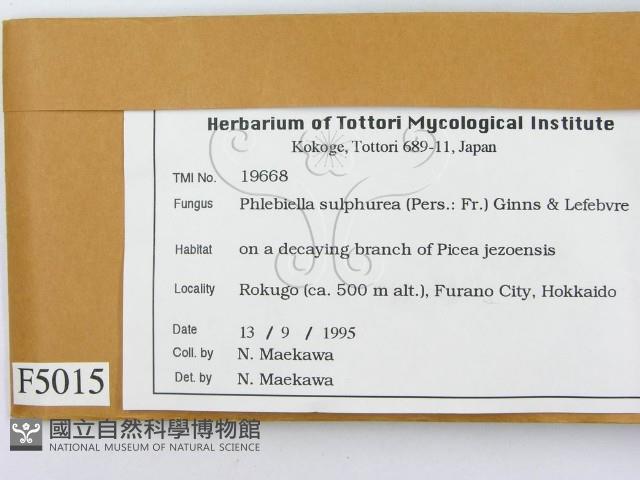 Herbarium of Tottori Mycological Institute
Kokoge, Tottori 689-11, Japan
TMI No. 19668
Fungus Phlebiella sulphurea (Pers.: Fr.) Ginns & Lefebvre
Habitat on a decaying branch of Picea jezoensis
Locality Rokugo (ca. 500 m alt.), Furano City, Hokkaido
Date 13 / 9 / 1995
Coll. by N. Maekawa
Det. by N. Maekawa
F5015
國立自然科學博物館
NATIONAL MUSEUM OF NATURAL SCIENCE